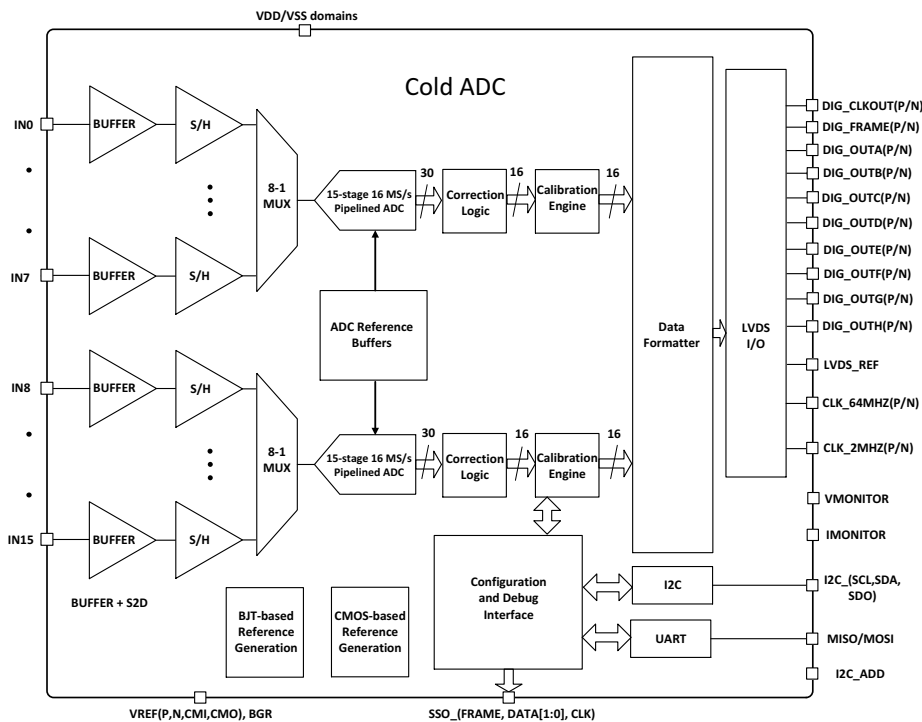 VDD/VSS domains
Cold ADC
IN0
BUFFER
S/H
8-1
MUX
15-stage 16 MS/s
Pipelined ADC
30
Correction
Logic
16
Calibration
Engine
16
IN7
BUFFER
S/H
ADC Reference
Buffers
Data
Formatter
LVDS
I/O
DIG_CLKOUT(P/N)
DIG_FRAME(P/N)
DIG_OUTA(P/N)
DIG_OUTB(P/N)
DIG_OUTC(P/N)
DIG_OUTD(P/N)
DIG_OUTE(P/N)
DIG_OUTF(P/N)
DIG_OUTG(P/N)
DIG_OUTH(P/N)
LVDS_REF
CLK_64MHZ(P/N)
CLK_2MHZ(P/N)
VMONITOR
IMONITOR
I2C_(SCL,SDA,
SDO)
MISO/MOSI
I2C_ADD
IN8
BUFFER
S/H
8-1
MUX
15-stage 16 MS/s
Pipelined ADC
30
Correction
Logic
16
Calibration
Engine
16
IN15
BUFFER
S/H
BUFFER + S2D
BJT-based
Reference
Generation
CMOS-based
Reference
Generation
Configuration
and Debug
Interface
I2C
UART
VREF(P,N,CMI,CMO), BGR
SSO_(FRAME, DATA[1:0], CLK)